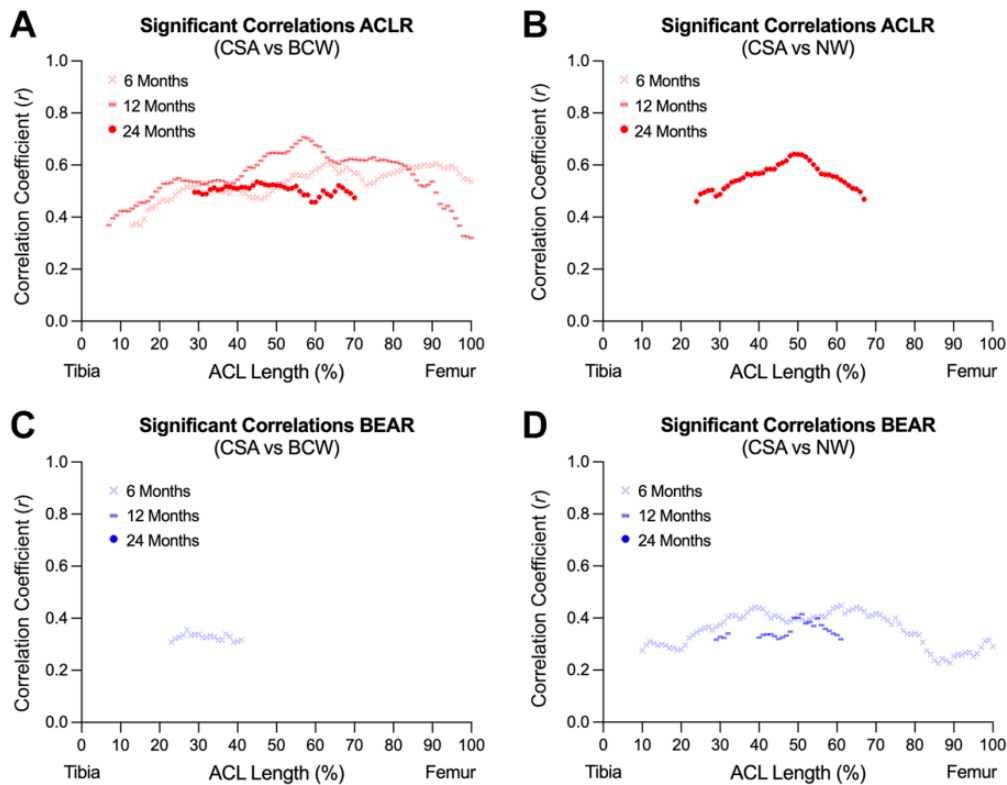 A
Significant Correlations ACLR
(CSA vs BCW)
Correlation Coefficient (r)
1.0
0.8
0.6
0.4
0.2
0.0
6 Months
12 Months
24 Months
0 10 20 30 40 50 60 70 80 90 100
Tibia ACL Length (%) Femur
B
Significant Correlations ACLR
(CSA vs NW)
Correlation Coefficient (r)
1.0
0.8
0.6
0.4
0.2
0.0
6 Months
12 Months
24 Months
0 10 20 30 40 50 60 70 80 90 100
Tibia ACL Length (%) Femur
C
Significant Correlations BEAR
(CSA vs BCW)
Correlation Coefficient (r)
1.0
0.8
0.6
0.4
0.2
0.0
6 Months
12 Months
24 Months
0 10 20 30 40 50 60 70 80 90 100
Tibia ACL Length (%) Femur
D
Significant Correlations BEAR
(CSA vs NW)
Correlation Coefficient (r)
1.0
0.8
0.6
0.4
0.2
0.0
6 Months
12 Months
24 Months
0 10 20 30 40 50 60 70 80 90 100
Tibia ACL Length (%) Femur